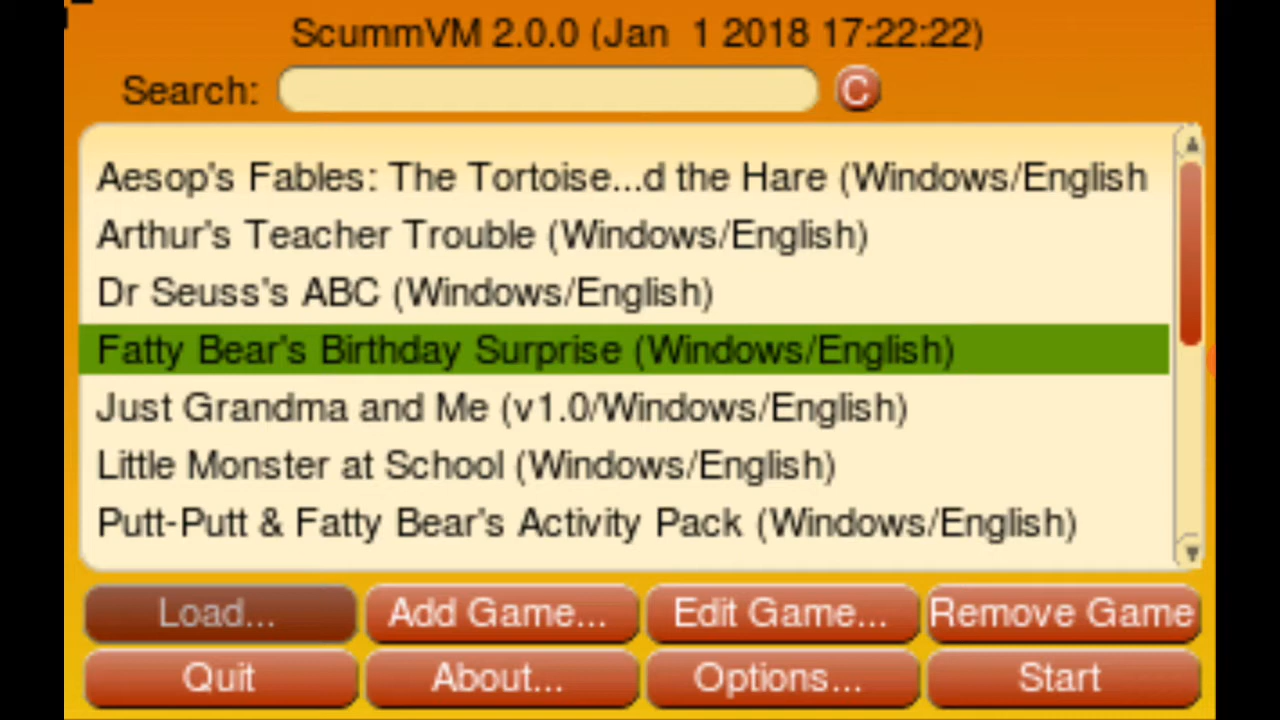 ScummVM 2.0.0 (Jan  1 2018 17:22:22)
Search:
C
Aesop's Fables: The Tortoise...d the Hare (Windows/English
Arthur's Teacher Trouble (Windows/English)
Dr Seuss's ABC (Windows/English)
Fatty Bear's Birthday Surprise (Windows/English)
Just Grandma and Me (v1.0/Windows/English)
Little Monster at School (Windows/English)
Putt-Putt & Fatty Bear's Activity Pack (Windows/English)
Load... Add Game... Edit Game... Remove Game
Quit About... Options... Start